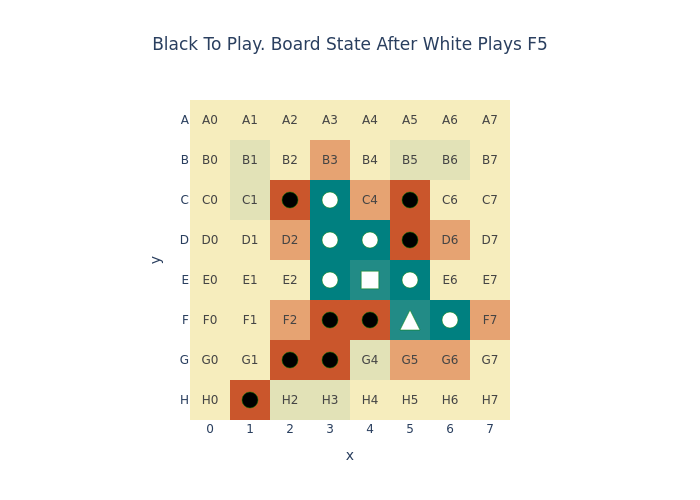 Black To Play. Board State After White Plays F5
A A0 A1 A2 A3 A4 A5 A6 A7
B B0 B1 B2 B3 B4 B5 B6 B7
C C0 C1 C4 C6 C7
D D0 D1 D2 D6 D7
y
E E0 E1 E2 E6 E7
F F0 F1 F2 F7
G G0 G1 G4 G5 G6 G7
H H0 H2 H3 H4 H5 H6 H7
0 1 2 3 4 5 6 7
x